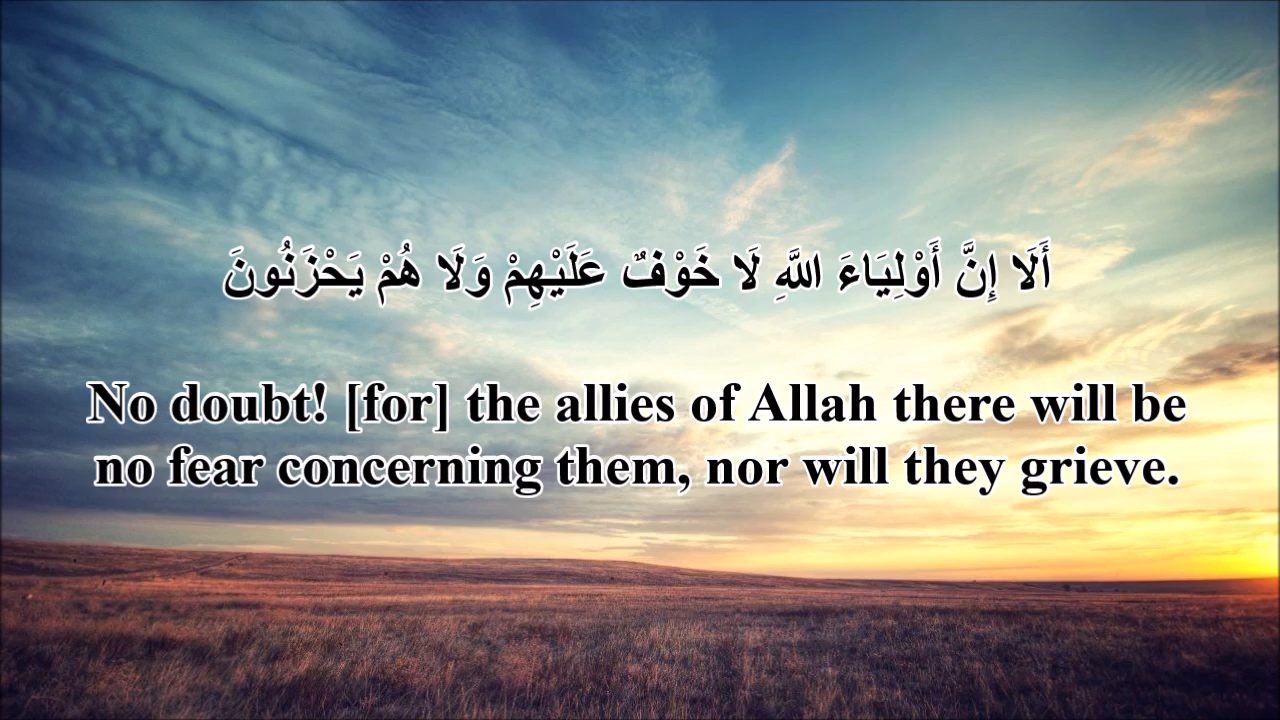 أَلَا إِنَّ أَوْلِيَاءَ اللَّهِ لَا خَوْفٌ عَلَيْهِمْ وَلَا هُمْ يَحْزَنُونَ
No doubt! [for] the allies of Allah there will be
no fear concerning them, nor will they grieve.